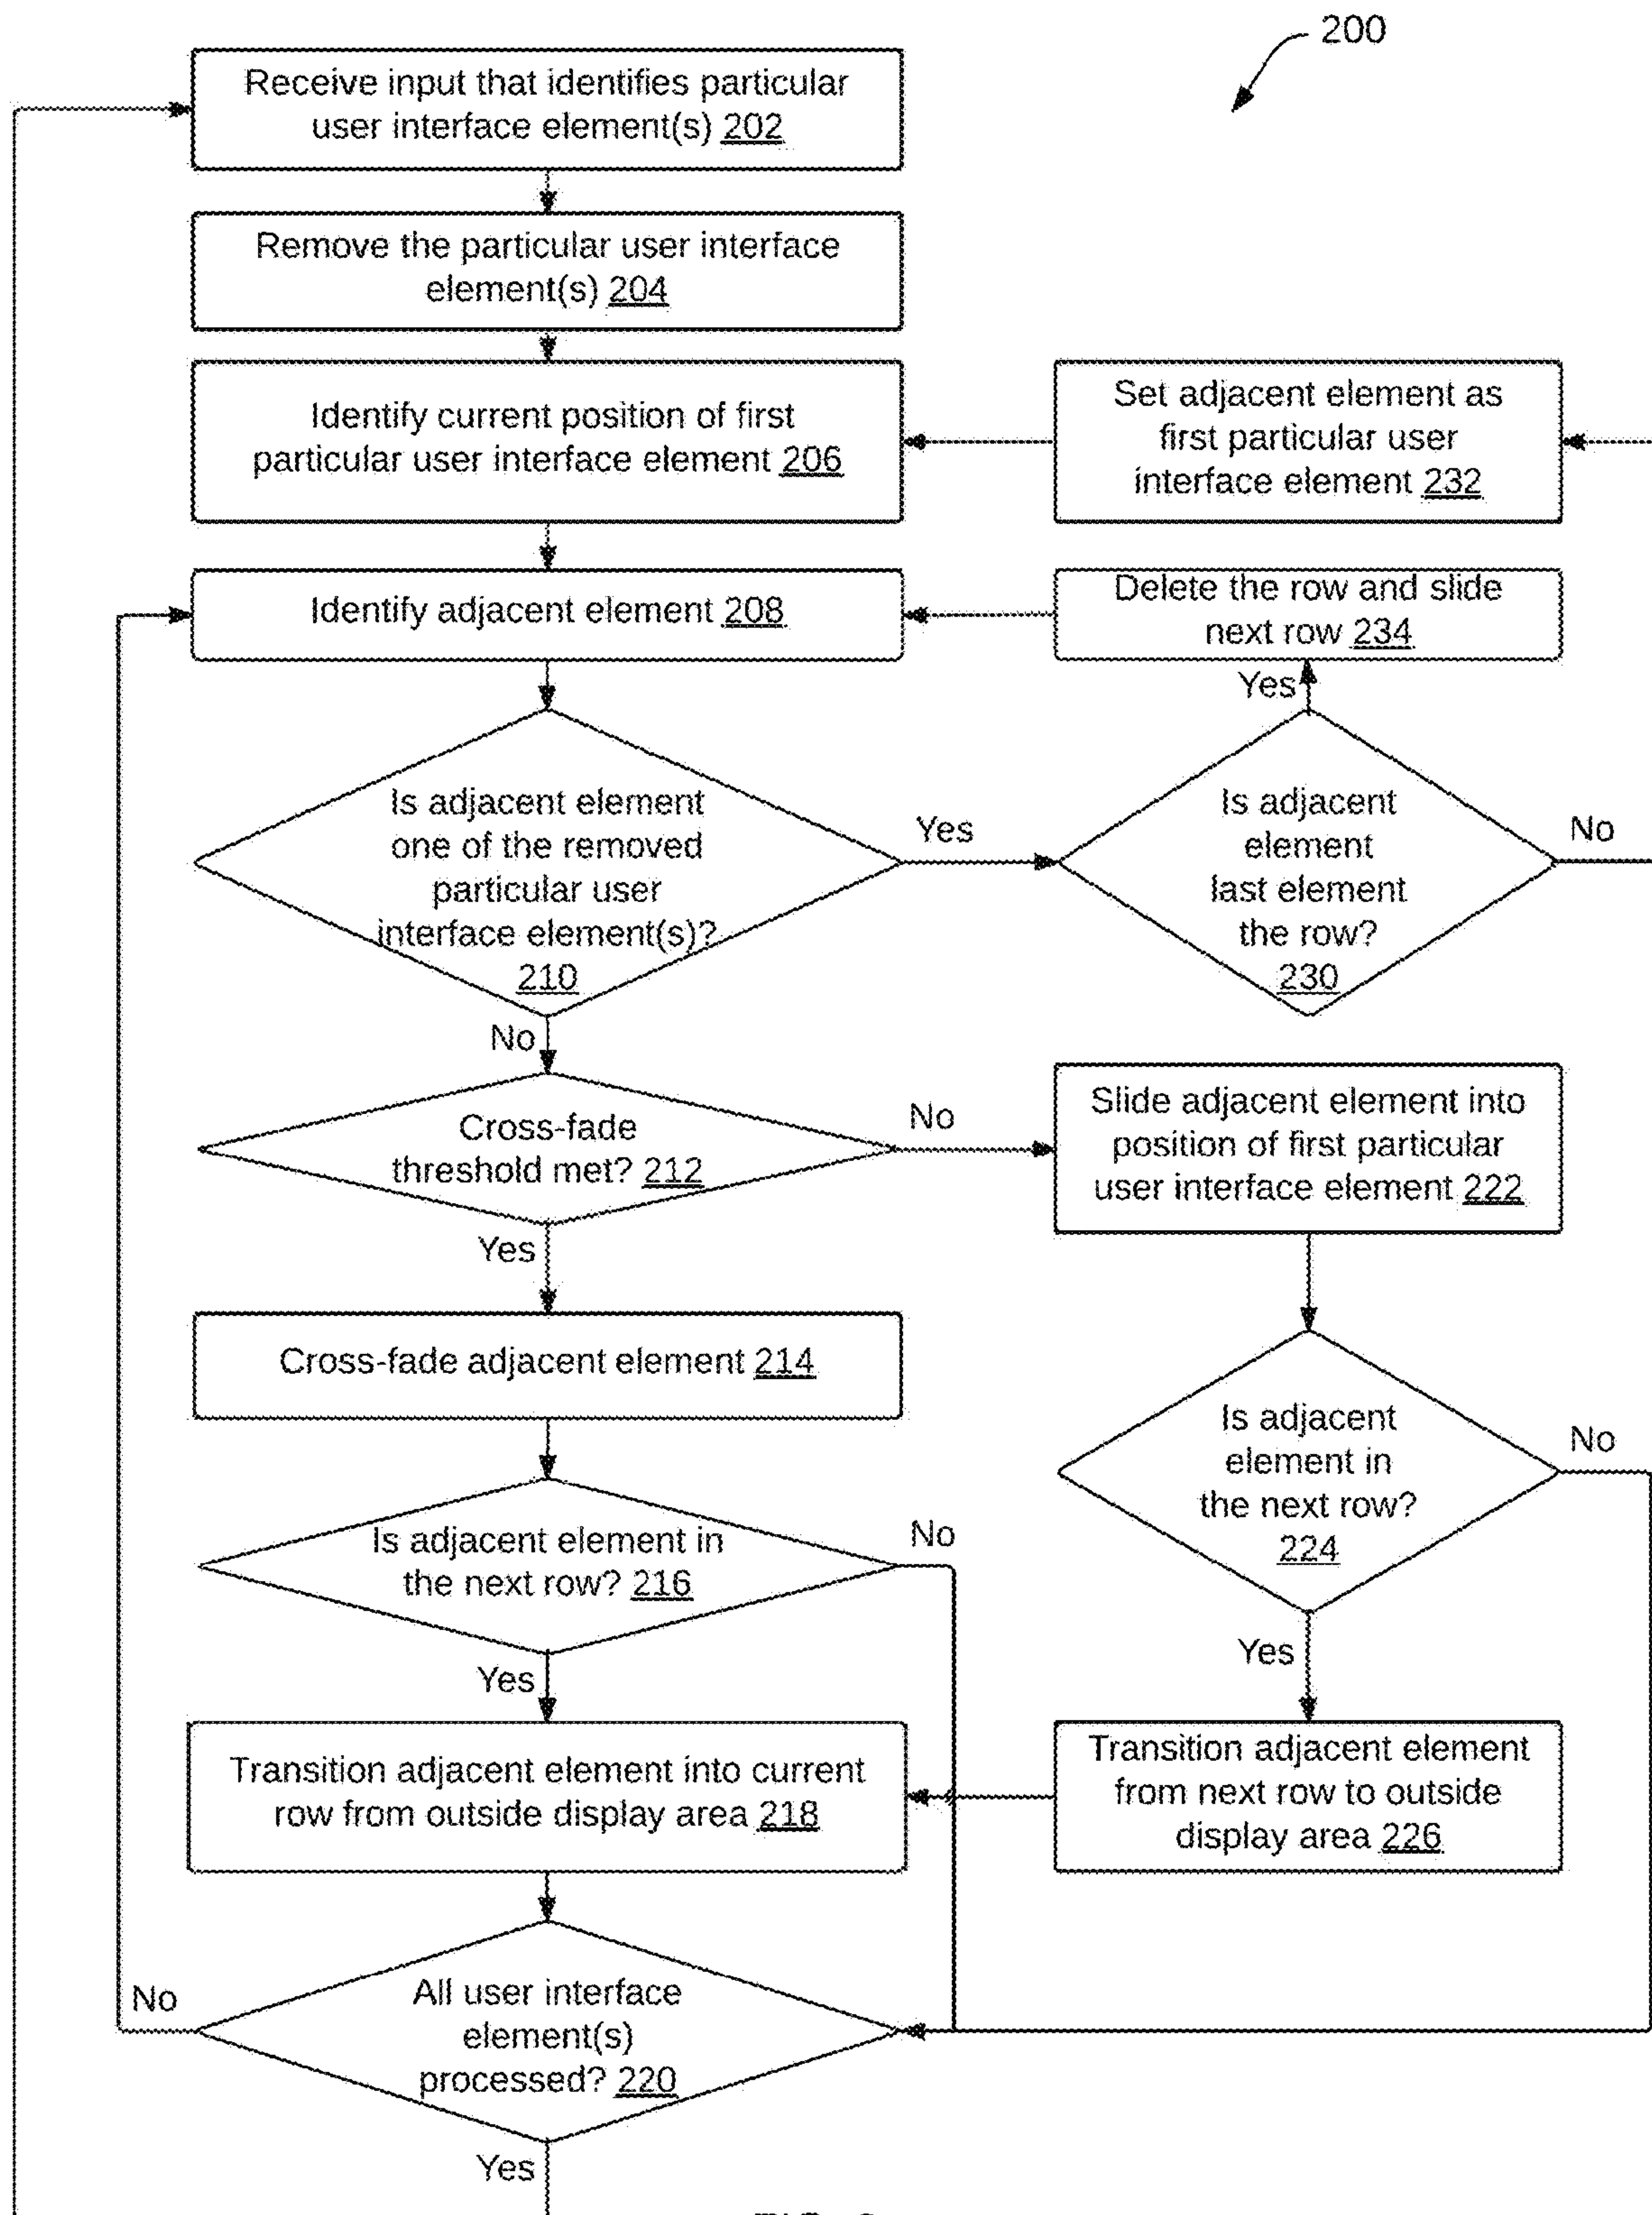 200
Receive input that identifies particular
user interface element(s) 202
Remove the particular user interface
element(s) 204
Identify current position of first
particular user interface element 206
Set adjacent element as
first particular user
interface element 232
Identify adjacent element 208
Delete the row and slide
next row 234
Yes
Is adjacent element
one of the removed
particular user
interface element(s)?
210
Yes
Is adjacent
element
last element
the row?
230
No
No
Cross-fade
threshold met? 212
No
Slide adjacent element into
position of first particular
user interface element 222
Yes
Cross-fade adjacent element 214
Is adjacent
element in
the next row?
224
No
Is adjacent element in
the next row? 216
No
Yes
Yes
Transition adjacent element into current
row from outside display area 218
Transition adjacent element
from next row to outside
display area 226
All user interface
element(s)
processed? 220
No
Yes